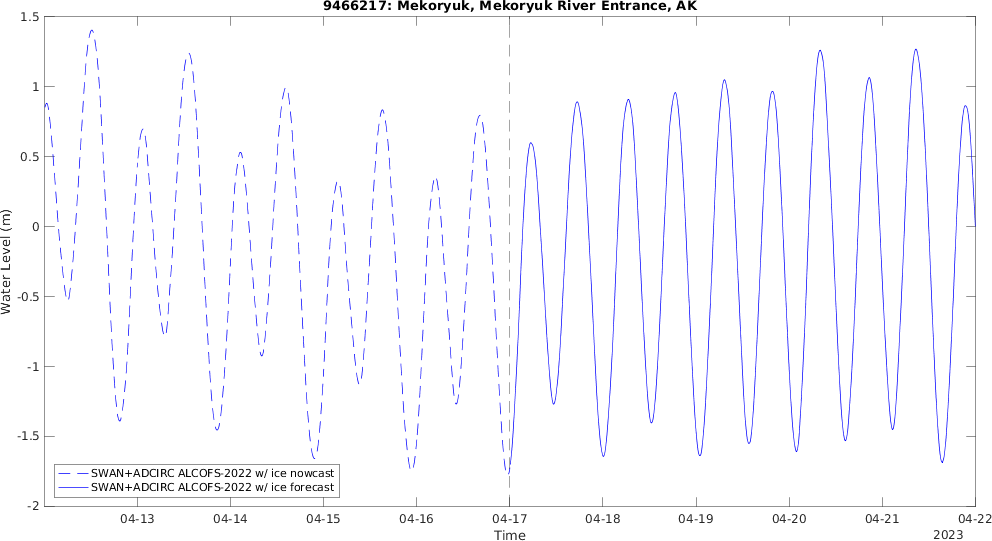 9466217: Mekoryuk, Mekoryuk River Entrance, AK
1.5
1
0.5
0
-0.5
-1
-1.5
-2
Water Level (m)
SWAN+ADCIRC ALCOFS-2022 w/ ice nowcast
SWAN+ADCIRC ALCOFS-2022 w/ ice forecast
04-13 04-14 04-15 04-16 04-17 04-18 04-19 04-20 04-21 04-22
Time
2023